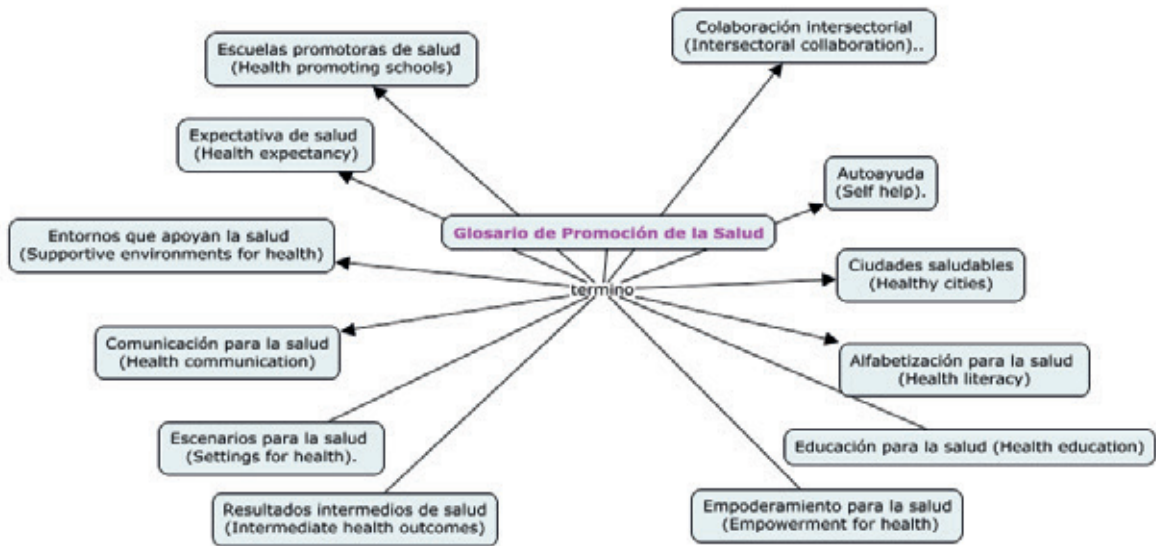 Escuelas promotoras de salud
(Health promoting schools)
Colaboración intersectorial
(Intersectoral collaboration)..
Expectativa de salud
(Health expectancy)
Autoayuda
(Self help).
Glosario de Promoción de la Salud
Entornos que apoyan la salud
(Supportive environments for health)
termino
Ciudades saludables
(Healthy cities)
Comunicación para la salud
(Health communication)
Alfabetización para la salud
(Health literacy)
Escenarios para la salud
(Settings for health).
Educación para la salud (Health education)
Resultados intermedios de salud
(Intermediate health outcomes)
Empoderamiento para la salud
(Empowerment for health)